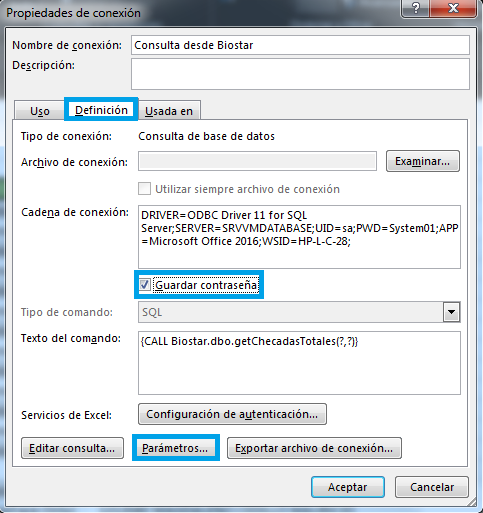 Propiedades de conexión
Nombre de conexión: Consulta desde Biostar
Descripción:
Uso Definición Usada en
Tipo de conexión: Consulta de base de datos
Archivo de conexión: Examinar...
Utilizar siempre archivo de conexión
Cadena de conexión: DRIVER=ODBC Driver 11 for SQL
Server;SERVER=SRVVMDATABASE;UID=sa;PWD=System01;APP
=Microsoft Office 2016;WSID=HP-L-C-28;
Guardar contraseña
Tipo de comando: SQL
Texto del comando: {CALL Biostar.dbo.getChecadasTotales(?,?)}
Servicios de Excel: Configuración de autenticación...
Editar consulta... Parámetros... Exportar archivo de conexión...
Aceptar Cancelar